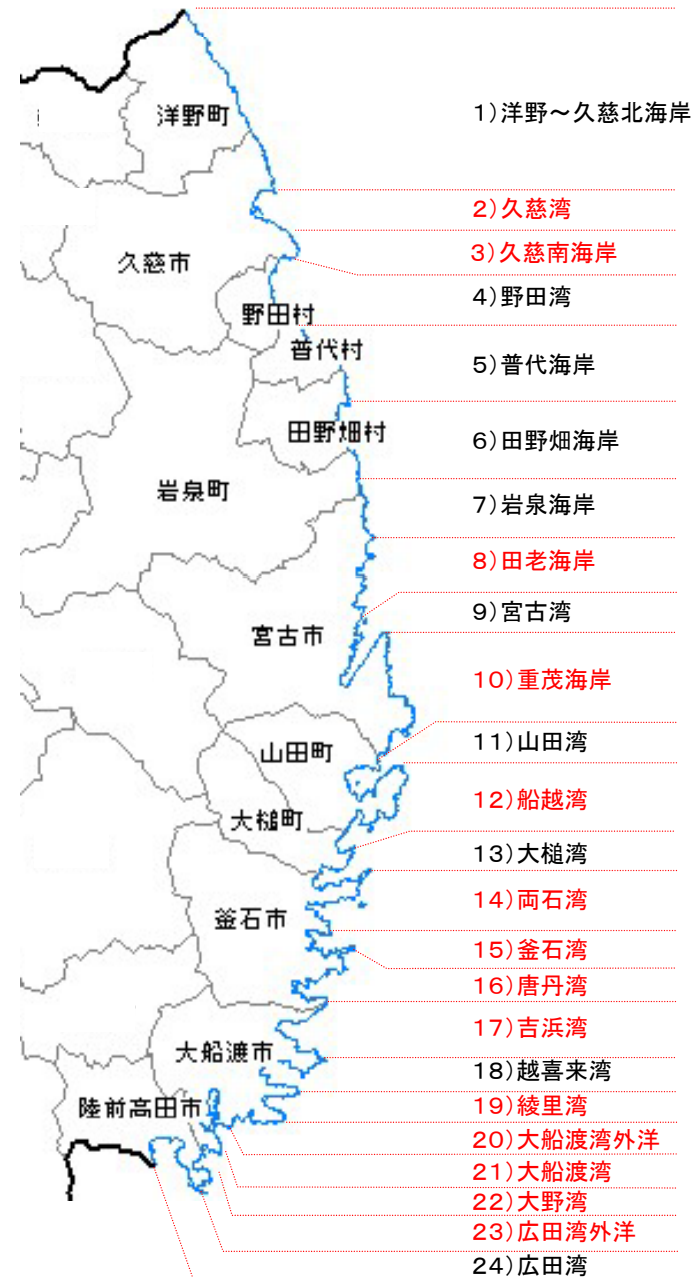 洋野町
久慈市
野田村
普代村
田野畑村
岩泉町
宮古市
山田町
大槌町
釜石市
大船渡市
陸前高田市
1)洋野～久慈北海岸
2)久慈湾
3)久慈南海岸
4)野田湾
5)普代海岸
6)田野畑海岸
7)岩泉海岸
8)田老海岸
9)宮古湾
10)重茂海岸
11)山田湾
12)船越湾
13)大槌湾
14)両石湾
15)釜石湾
16)唐丹湾
17)吉浜湾
18)越喜来湾
19)綾里湾
20)大船渡湾外洋
21)大船渡湾
22)大野湾
23)広田湾外洋
24)広田湾